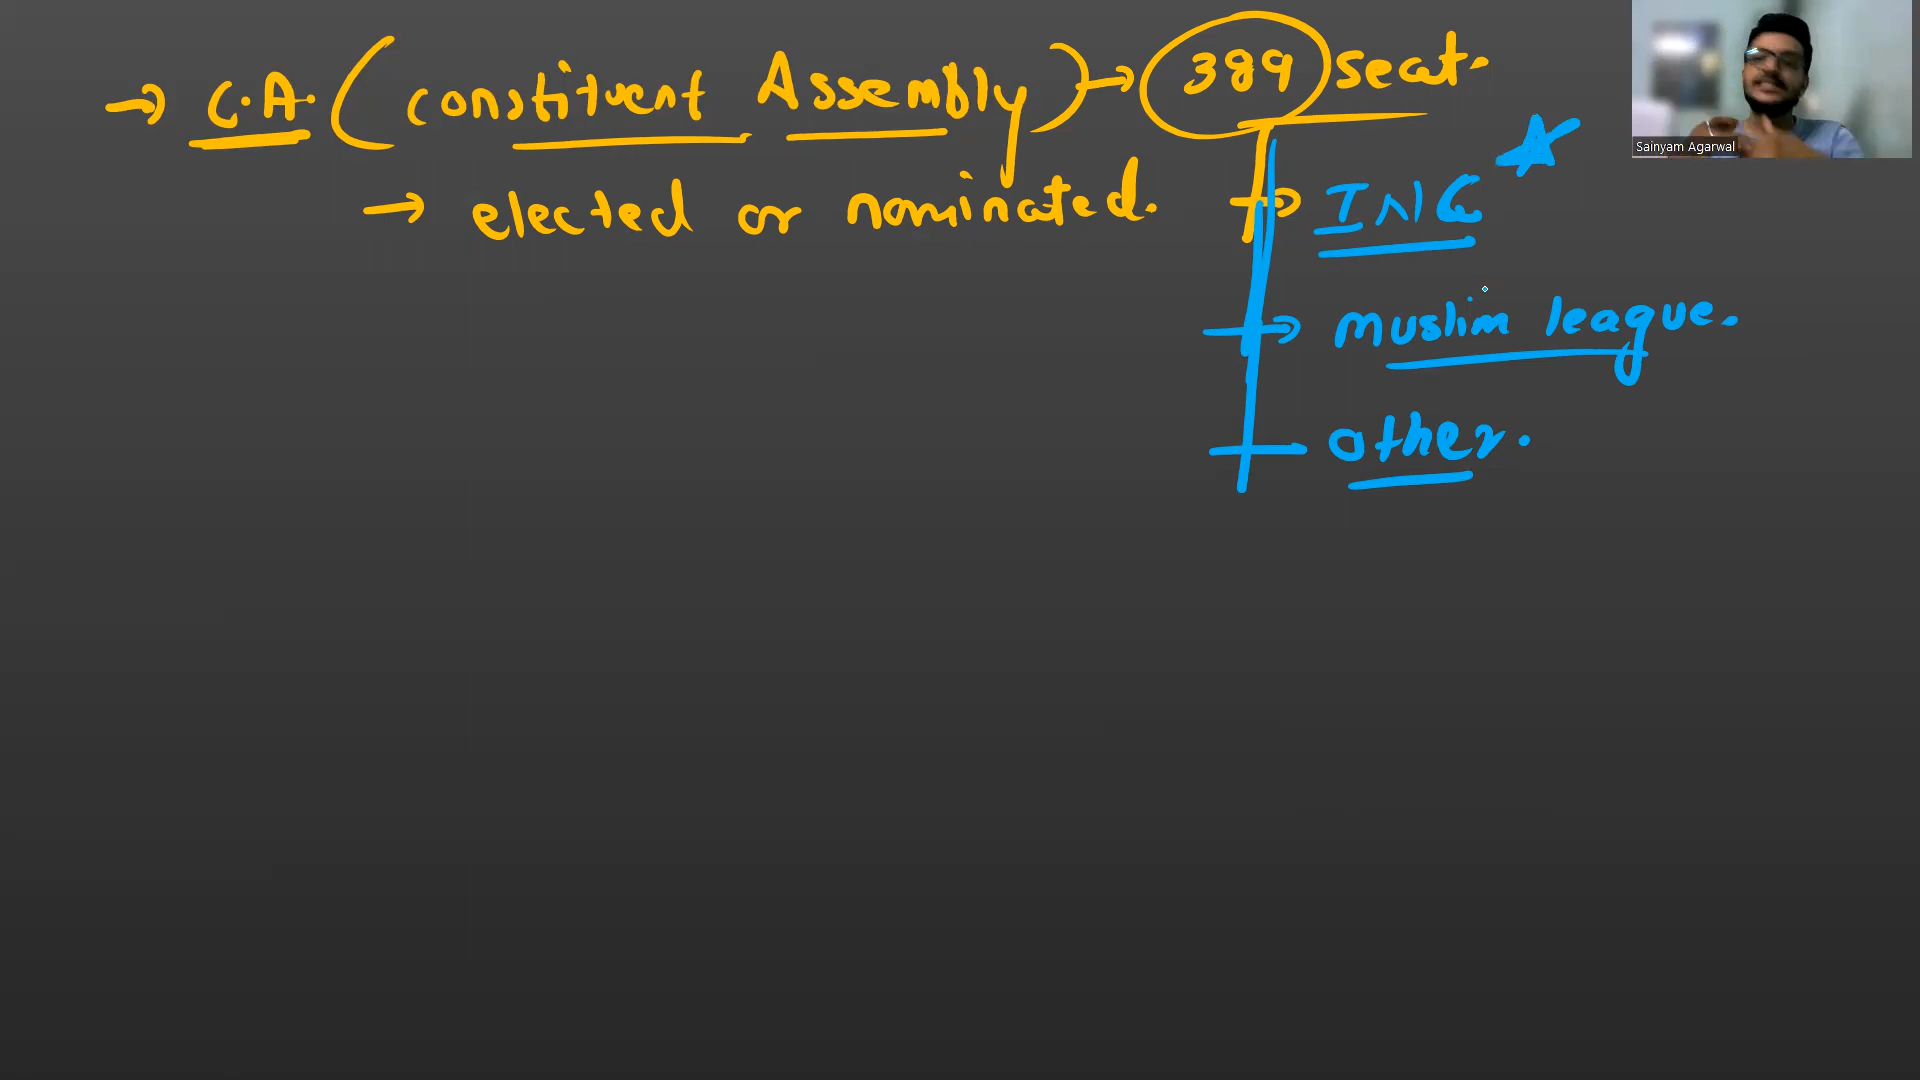 → C.A. (constituent Assembly) → 389 seat.
→ elected or nominated.
→ INC
→ muslim league.
other.
Sainyam Agarwal